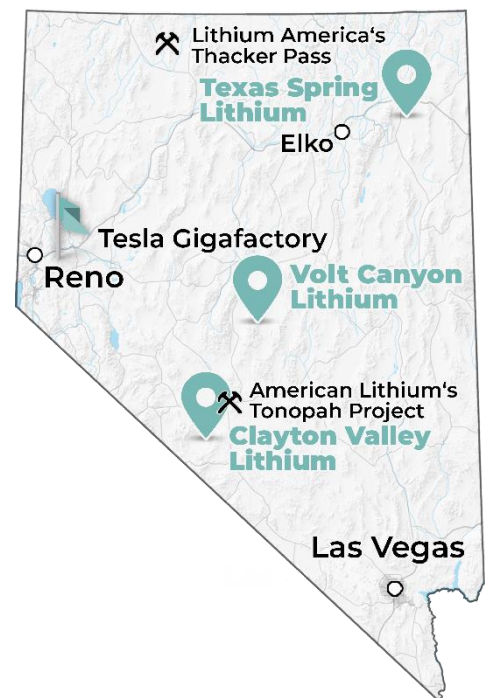 Lithium America‘s
Thacker Pass
Texas Spring
Lithium
Elko
Tesla Gigafactory
Reno
Volt Canyon
Lithium
American Lithium‘s
Tonopah Project
Clayton Valley
Lithium
Las Vegas